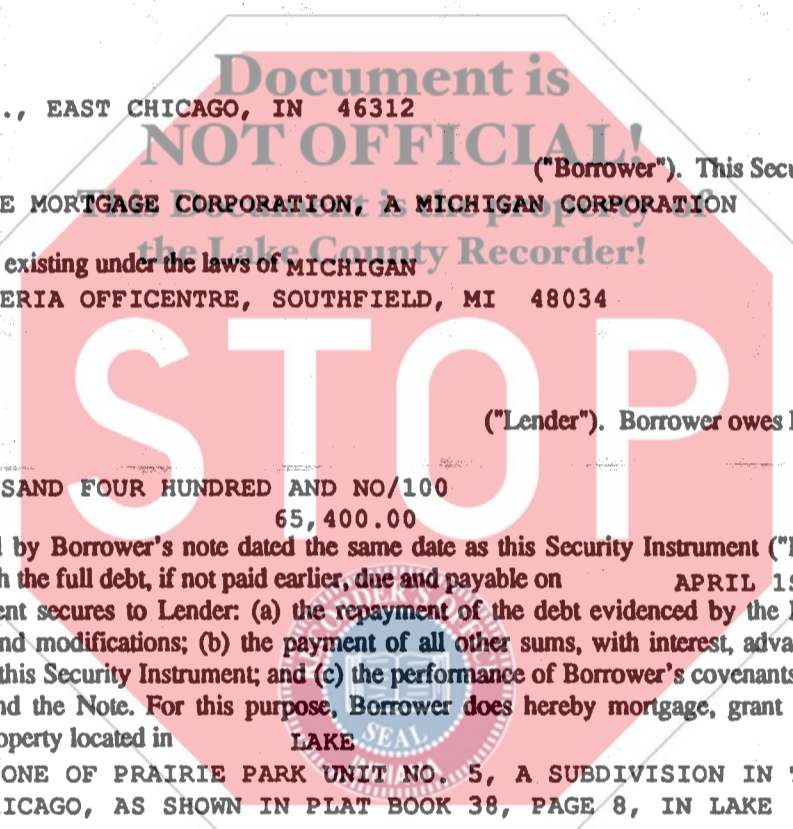 Document is
., EAST CHICAGO, IN 46312
NOT OFFICIAL!
("Borrower"). This Secu
This Document is the property of
E MORTGAGE CORPORATION, A MICHIGAN CORPORATION
the Lake County Recorder!
existing under the laws of MICHIGAN
ERIA OFFICENTRE, SOUTHFIELD, MI 48034
STOP
("Lender"). Borrower owes
SAND FOUR HUNDRED AND NO/100
65,400.00
by Borrower's note dated the same date as this Security Instrument ("
h the full debt, if not paid earlier, due and payable on APRIL 1S
ent secures to Lender: (a) the repayment of the debt evidenced by the
nd modifications; (b) the payment of all other sums, with interest, adva
this Security Instrument; and (c) the performance of Borrower's covenants
nd the Note. For this purpose, Borrower does hereby mortgage, grant
operty located in LAKE
ONE OF PRAIRIE PARK UNIT NO. 5, A SUBDIVISION IN
ICAGO, AS SHOWN IN PLAT BOOK 38, PAGE 8, IN LAKE
SEAL